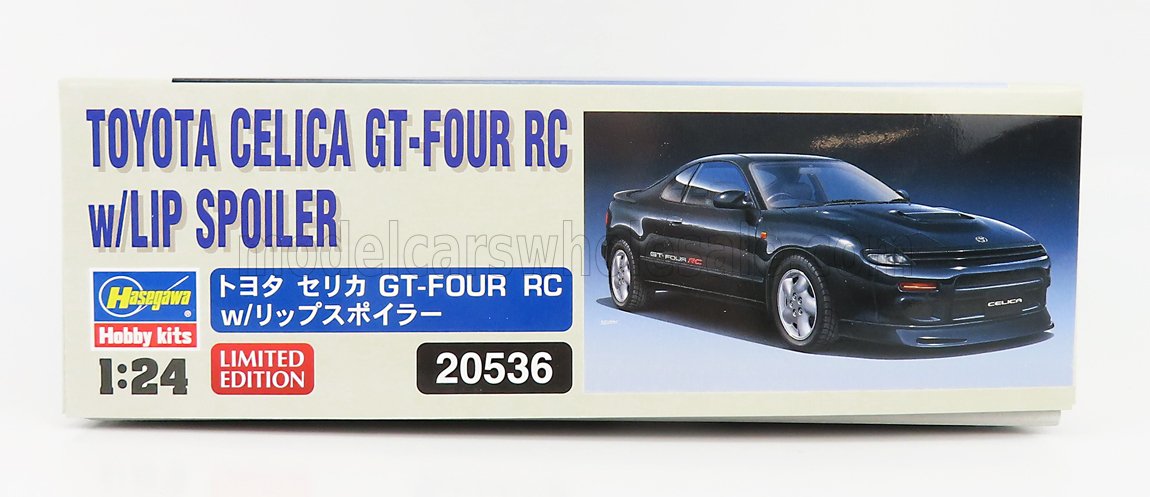 TOYOTA CELICA GT-FOUR RC
w/LIP SPOILER
Hasegawa
Hobby kits
トヨタ セリカ GT-FOUR RC
w/リップスポイラー
1:24
LIMITED
EDITION
20536
GT-FOUR RC
CELICA